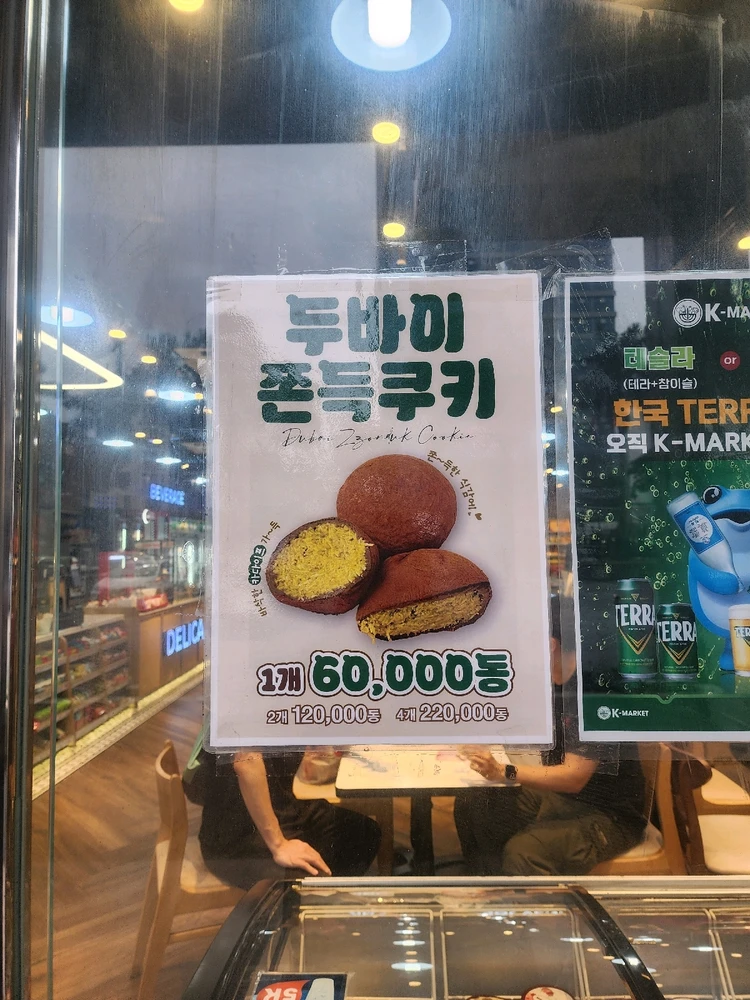 두바이
쫀득쿠키
Dubai Zzondeuk Cookie
쫀~득한 식감에
바삭한 카다이프 가~득
1개 60,000동
2개 120,000동 4개 220,000동
K-MA
테슬라 or
(테라+참이슬)
한국 TERR
오직 K-MARK
TERRA
TERRA
K-MARKET
BEVERAGE
DELICA
5K